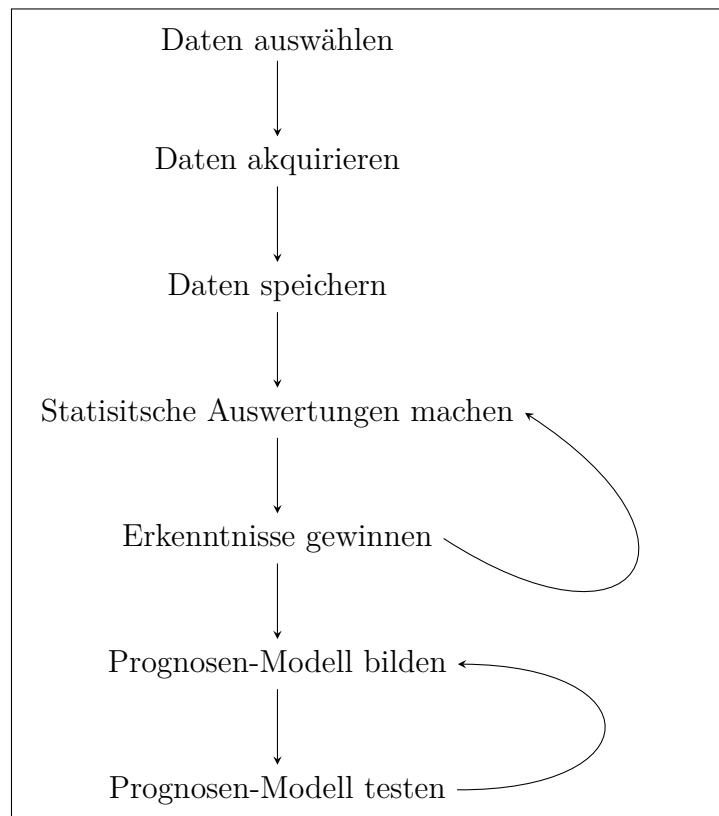 Daten auswählen
Daten akquirieren
Daten speichern
Statisitsche Auswertungen machen
Erkenntnisse gewinnen
Prognosen-Modell bilden
Prognosen-Modell testen